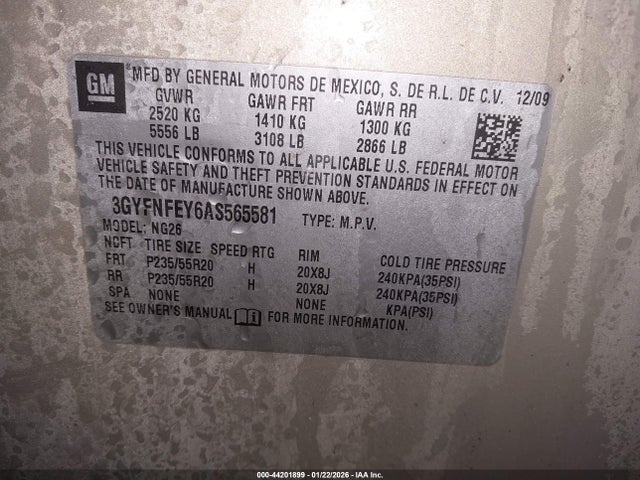 GM
MFD BY GENERAL MOTORS DE MEXICO, S. DE R.L. DE C.V. 12/09
GVWR GAWR FRT GAWR RR
2520 KG 1410 KG 1300 KG
5556 LB 3108 LB 2866 LB
THIS VEHICLE CONFORMS TO ALL APPLICABLE U.S. FEDERAL MOTOR
VEHICLE SAFETY AND THEFT PREVENTION STANDARDS IN EFFECT ON
THE DATE OF MANUFACTURE SHOWN ABOVE.
3GYFNFEY6AS565581 TYPE: M.P.V.
MODEL: NG26
NCFT TIRE SIZE SPEED RTG RIM COLD TIRE PRESSURE
FRT P235/55R20 H 20X8J 240KPA(35PSI)
RR P235/55R20 H 20X8J 240KPA(35PSI)
SPA NONE NONE KPA(PSI)
SEE OWNER'S MANUAL FOR MORE INFORMATION.
000-44201899 - 01/22/2026 - IAA Inc.